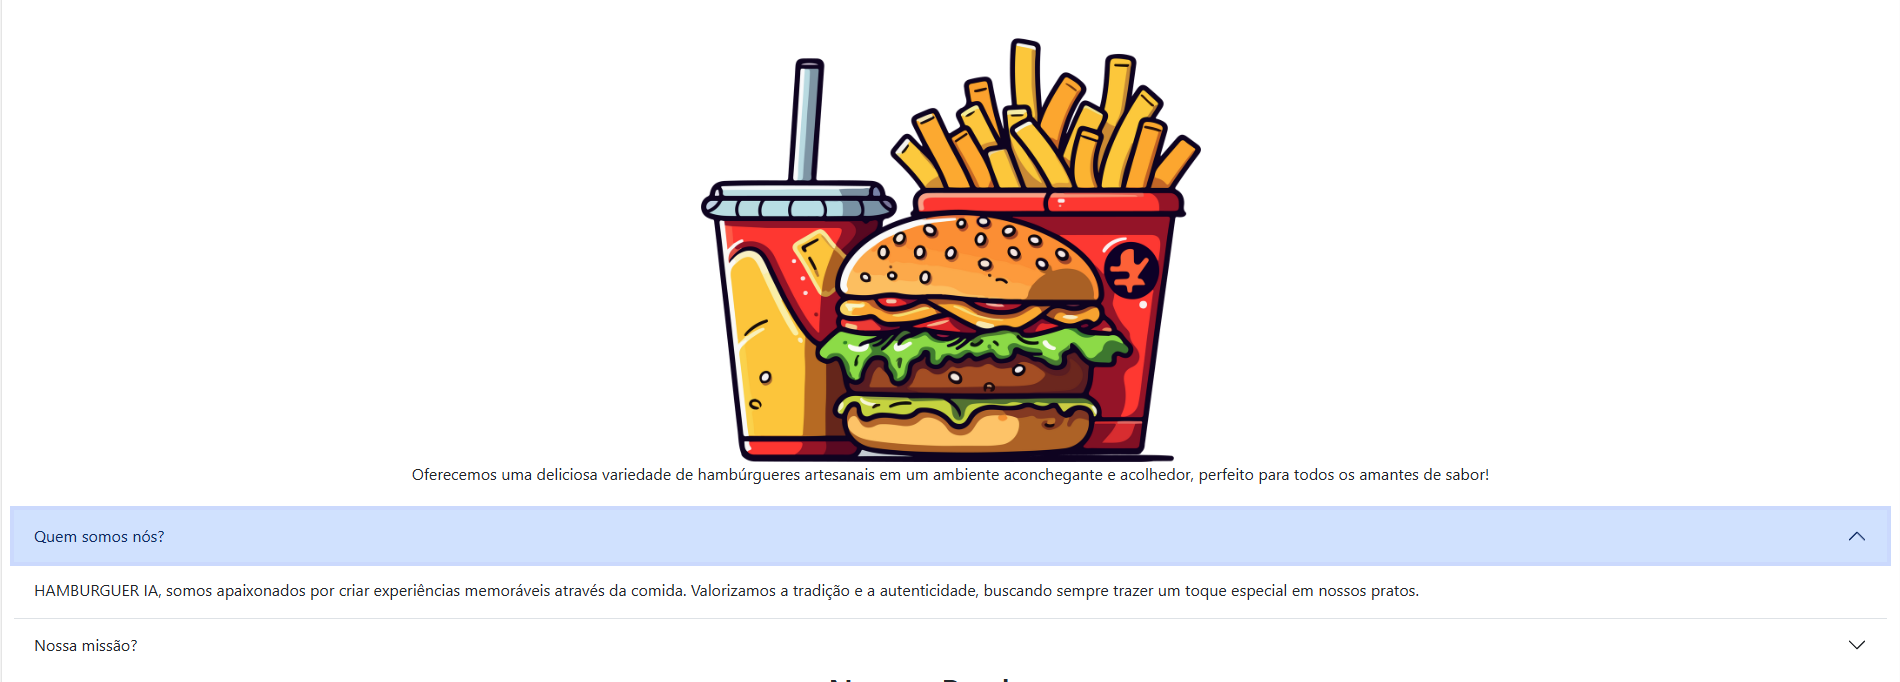 Oferecemos uma deliciosa variedade de hambúrgueres artesanais em um ambiente aconchegante e acolhedor, perfeito para todos os amantes de sabor!
Quem somos nós?
HAMBURGUER IA, somos apaixonados por criar experiências memoráveis através da comida. Valorizamos a tradição e a autenticidade, buscando sempre trazer um toque especial em nossos pratos.
Nossa missão?